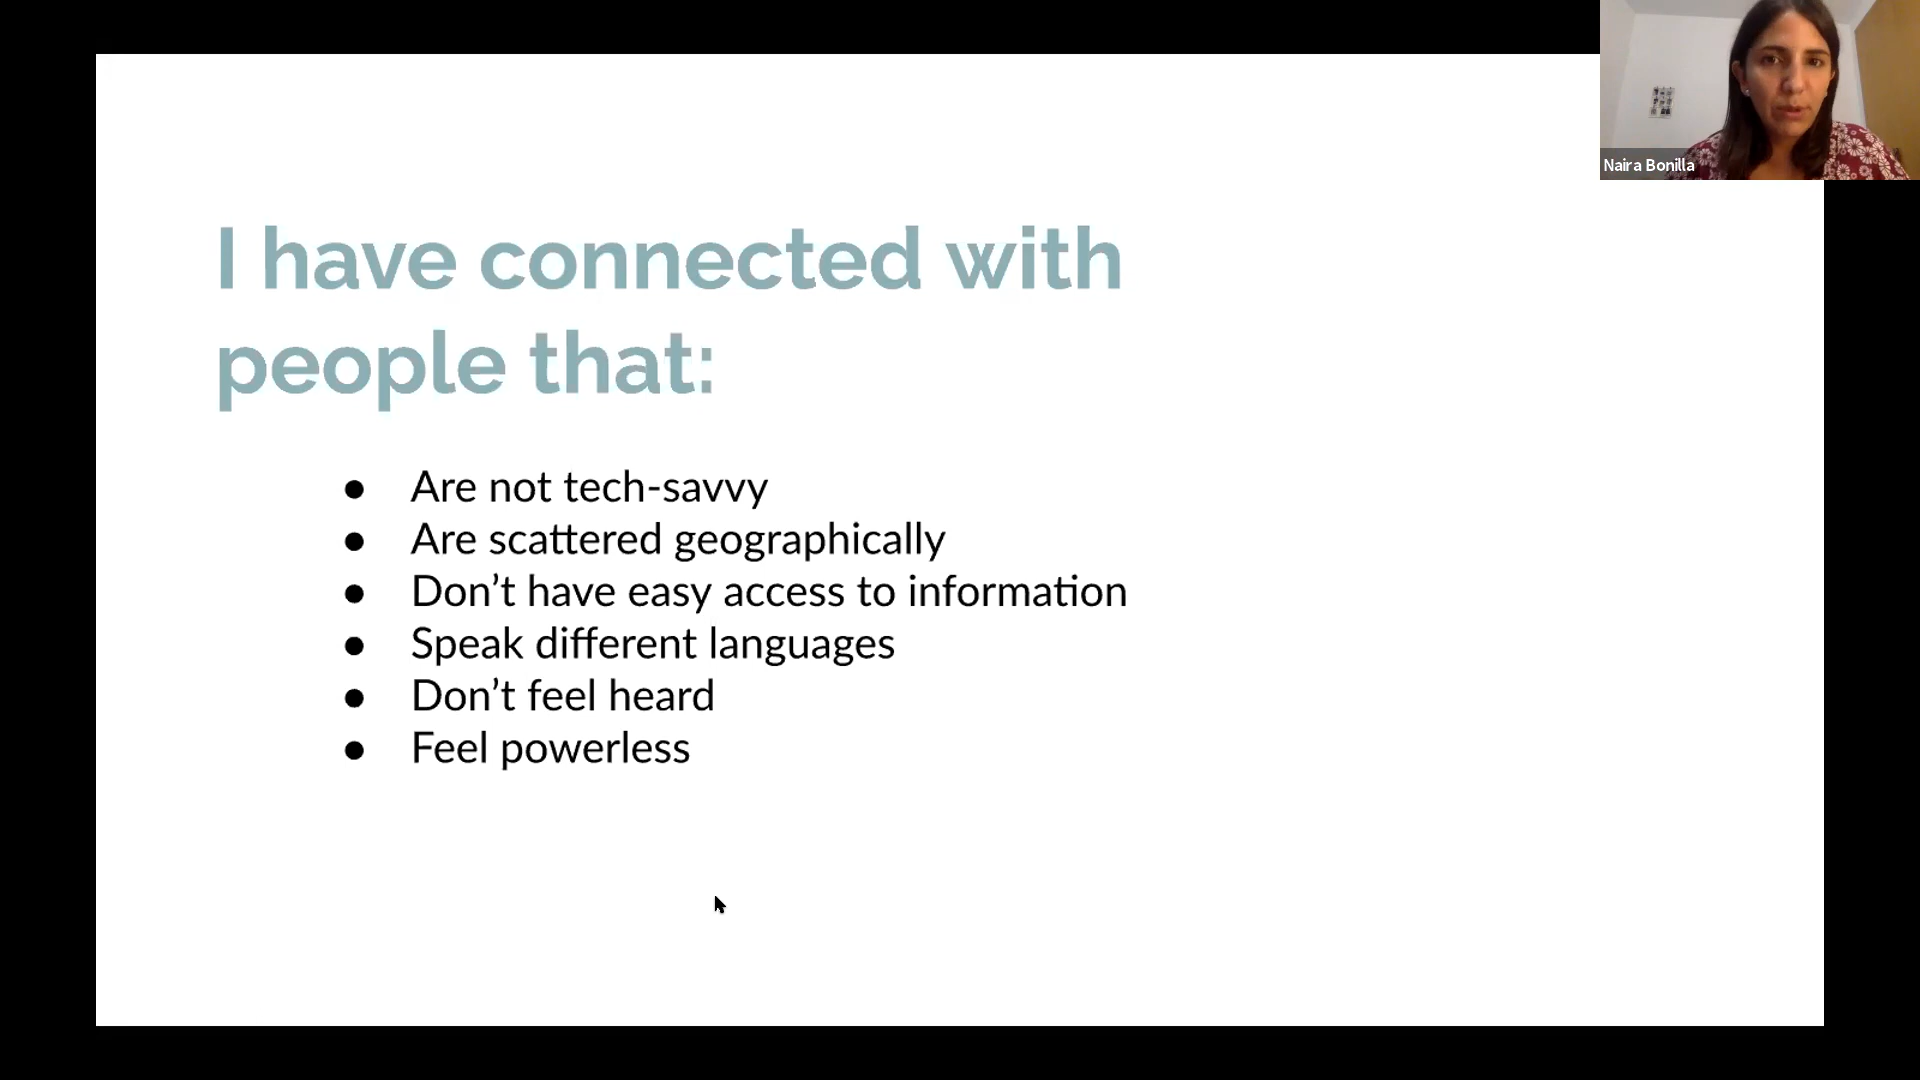 I have connected with
people that:
● Are not tech-savvy
● Are scattered geographically
● Don’t have easy access to information
● Speak different languages
● Don’t feel heard
● Feel powerless
Naira Bonilla